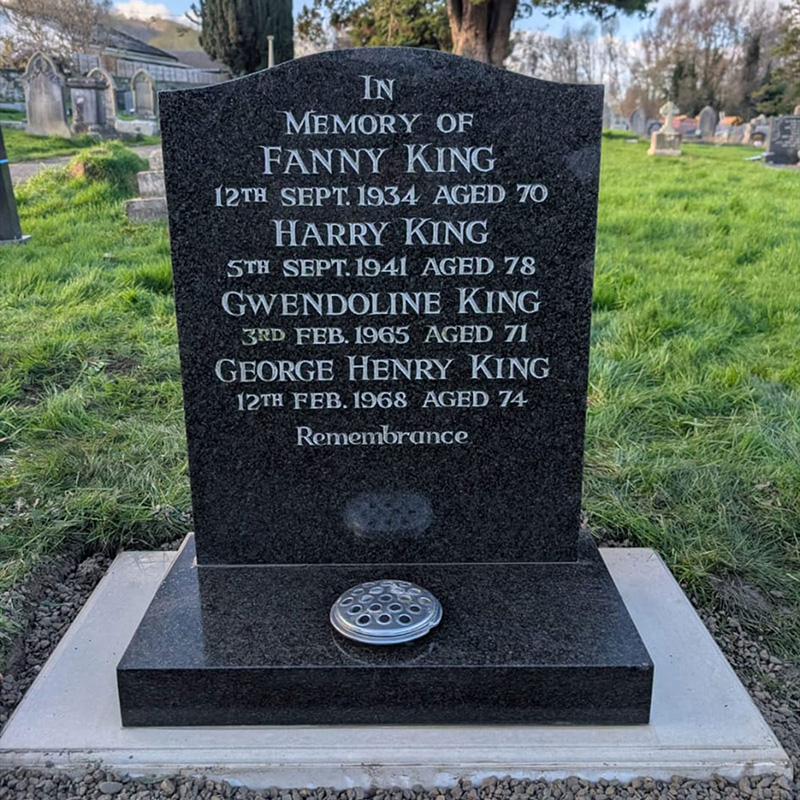 In
Memory of
Fanny King
12th Sept. 1934 aged 70
Harry King
5th Sept. 1941 aged 78
Gwendoline King
3rd Feb. 1965 aged 71
George Henry King
12th Feb. 1968 aged 74
Remembrance